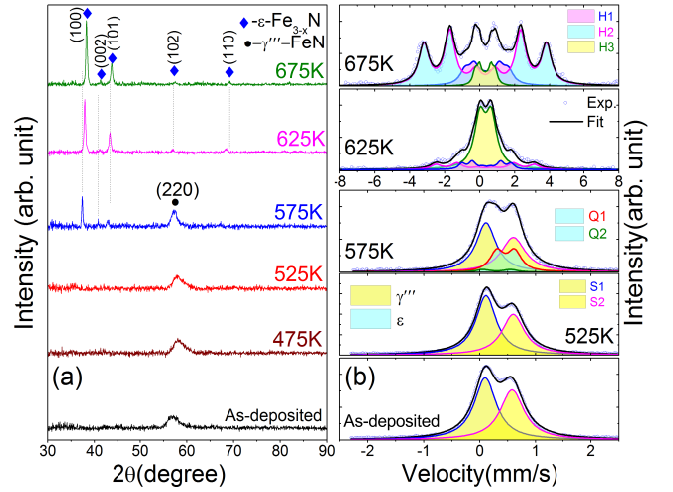 (100)
(002)
(101)
(102)
(110)
-ε-Fe3-xN
–γ'''–FeN
675K
625K
(220)
575K
525K
475K
(a)
As-deposited
30 40 50 60 70 80 90
2θ(degree)
Intensity (arb. unit)
H1
H2
H3
675K
Exp.
Fit
625K
-8 -6 -4 -2 0 2 4 6 8
Q1
Q2
575K
γ'''
ε
S1
S2
525K
(b)
As-deposited
-2 -1 0 1 2
Velocity(mm/s)
Intensity(arb. unit)